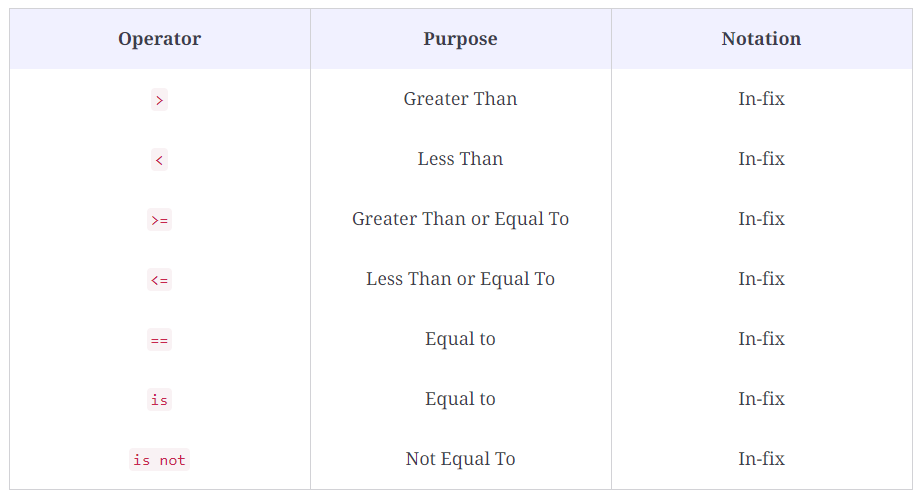 Operator Purpose Notation
> Greater Than In-fix
< Less Than In-fix
>= Greater Than or Equal To In-fix
<= Less Than or Equal To In-fix
== Equal to In-fix
is Equal to In-fix
is not Not Equal To In-fix